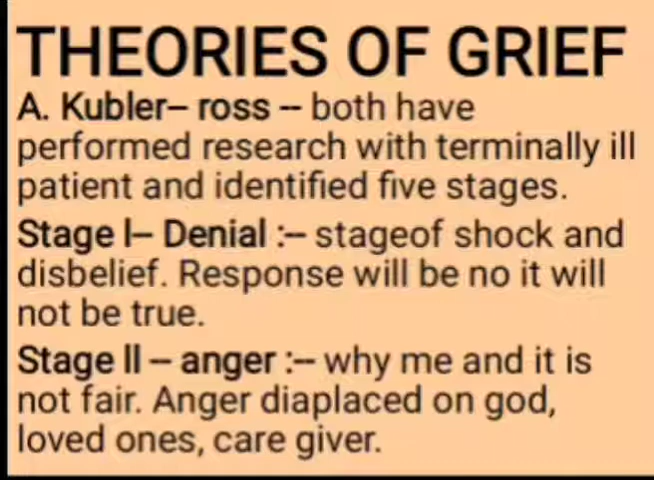 THEORIES OF GRIEF
A. Kubler– ross -- both have
performed research with terminally ill
patient and identified five stages.
Stage I– Denial :-- stageof shock and
disbelief. Response will be no it will
not be true.
Stage II – anger :-- why me and it is
not fair. Anger diaplaced on god,
loved ones, care giver.